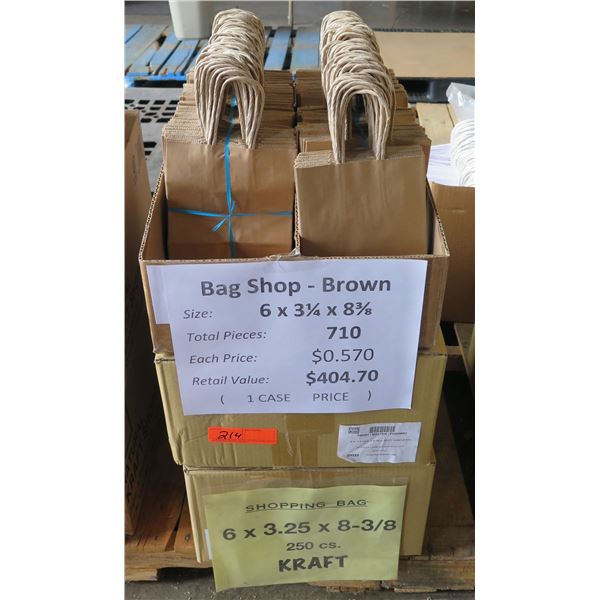 Bag Shop - Brown
Size: 6 x 3¼ x 8⅜
Total Pieces: 710
Each Price: $0.570
Retail Value: $404.70
( 1 CASE PRICE )
214
SHOPPING BAG
6 x 3.25 x 8-3/8
250 cs.
KRAFT